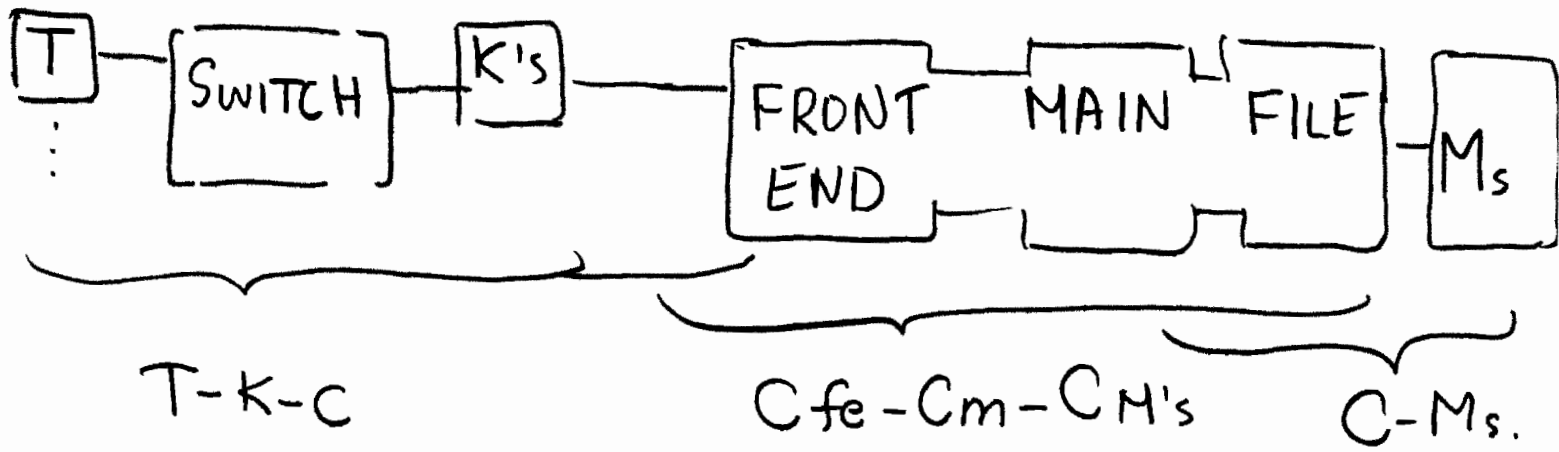 T SWITCH K's FRONT MAIN FILE Ms
END
T-K-C Cfe-Cm-CM's C-Ms.